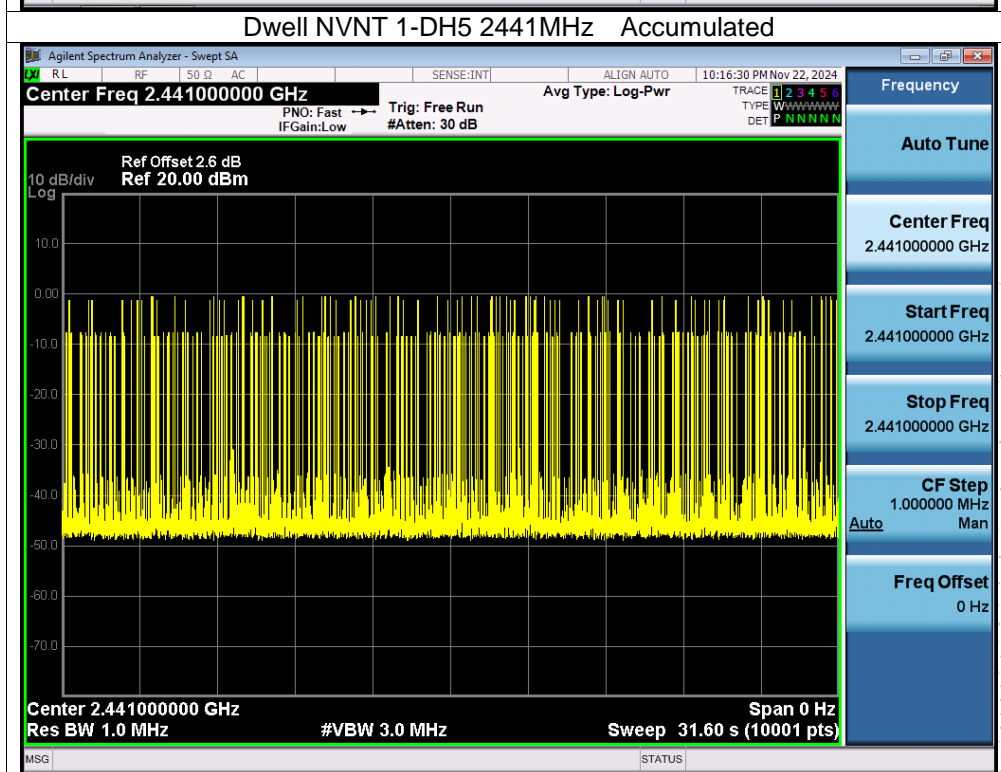 Dwell NVNT 1-DH5 2441MHz Accumulated
Agilent Spectrum Analyzer - Swept SA
LXI RL RF 50 Ω AC SENSE:INT ALIGN AUTO 10:16:30 PM Nov 22, 2024
Center Freq 2.441000000 GHz
PNO: Fast
IFGain:Low
Trig: Free Run
#Atten: 30 dB
Avg Type: Log-Pwr
TRACE 1 2 3 4 5 6
TYPE WWWWWWW
DET P N N N N N
Ref Offset 2.6 dB
10 dB/div Ref 20.00 dBm
Log
10.0
0.00
-10.0
-20.0
-30.0
-40.0
-50.0
-60.0
-70.0
Center 2.441000000 GHz Span 0 Hz
Res BW 1.0 MHz #VBW 3.0 MHz Sweep 31.60 s (10001 pts)
MSG STATUS
Frequency
Auto Tune
Center Freq
2.441000000 GHz
Start Freq
2.441000000 GHz
Stop Freq
2.441000000 GHz
CF Step
1.000000 MHz
Auto Man
Freq Offset
0 Hz